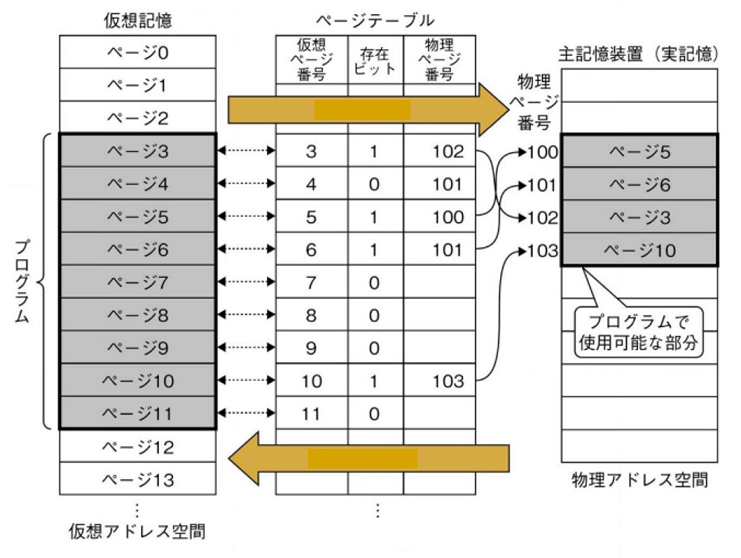 仮想記憶
ページ0
ページ1
ページ2
ページ3
ページ4
ページ5
ページ6
ページ7
ページ8
ページ9
ページ10
ページ11
ページ12
ページ13
⋮
仮想アドレス空間
プログラム
ページテーブル
仮想
ページ
番号
存在
ビット
物理
ページ
番号
3 1 102
4 0 101
5 1 100
6 1 101
7 0
8 0
9 0
10 1 103
11 0
⋮
主記憶装置（実記憶）
物理
ページ
番号
100 ページ5
101 ページ6
102 ページ3
103 ページ10
プログラムで
使用可能な部分
物理アドレス空間